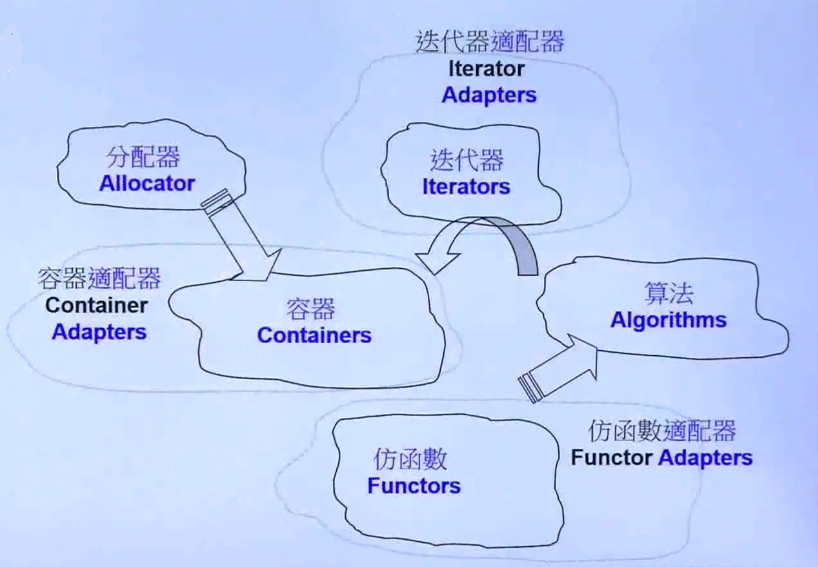 迭代器適配器
Iterator
Adapters
分配器
Allocator
迭代器
Iterators
容器適配器
Container
Adapters
容器
Containers
算法
Algorithms
仿函數
Functors
仿函數適配器
Functor Adapters